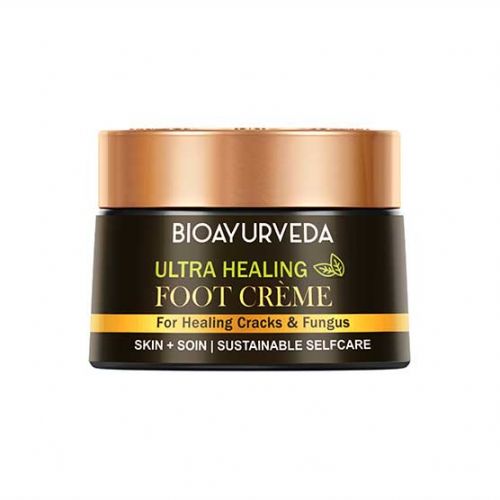 BIOAYURVEDA
ULTRA HEALING
FOOT CRÈME
For Healing Cracks & Fungus
SKIN + SOIN | SUSTAINABLE SELFCARE